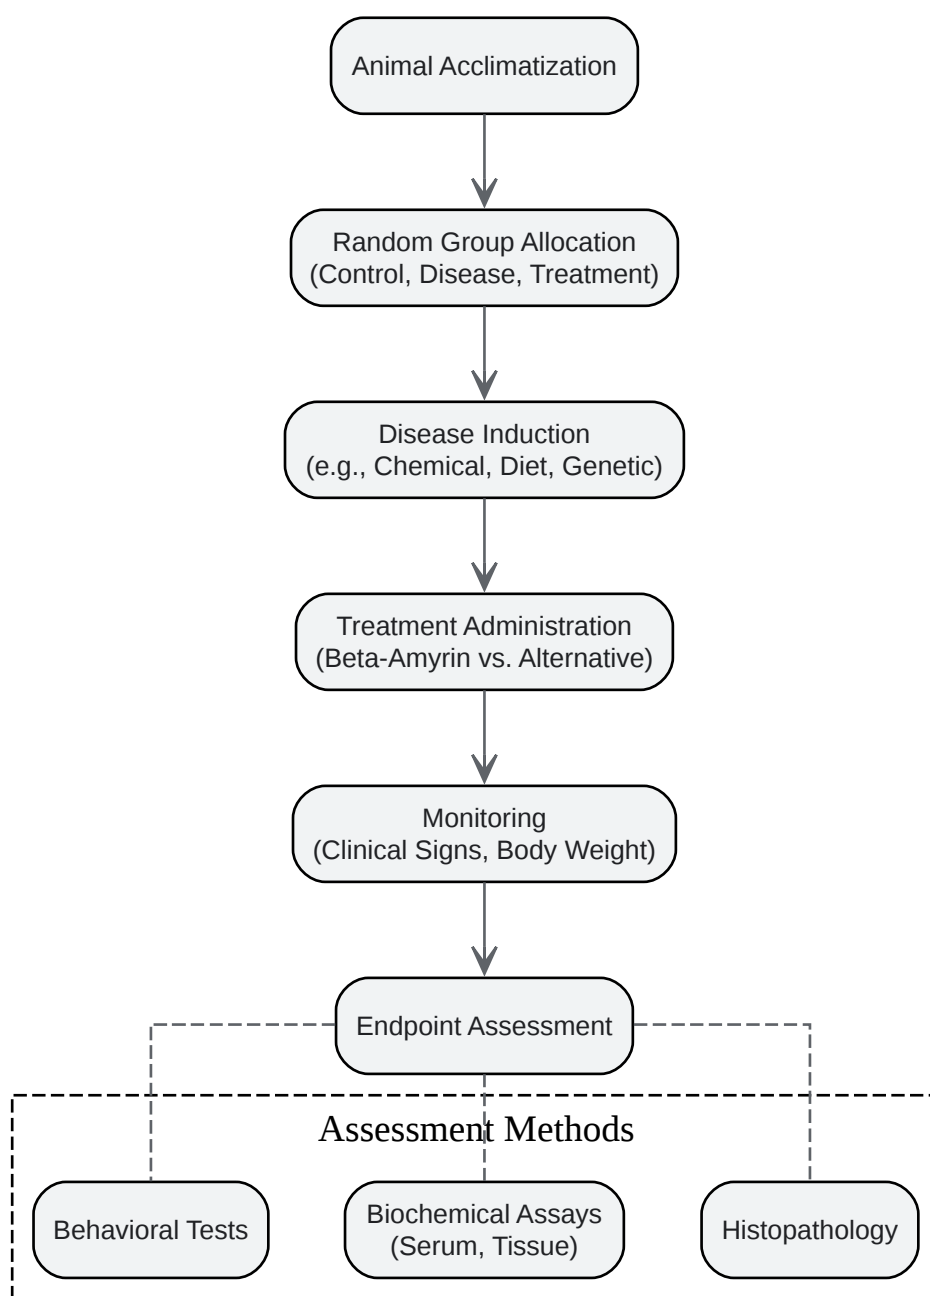 Animal Acclimatization
Random Group Allocation
(Control, Disease, Treatment)
Disease Induction
(e.g., Chemical, Diet, Genetic)
Treatment Administration
(Beta-Amyrin vs. Alternative)
Monitoring
(Clinical Signs, Body Weight)
Endpoint Assessment
Assessment Methods
Behavioral Tests
Biochemical Assays
(Serum, Tissue)
Histopathology